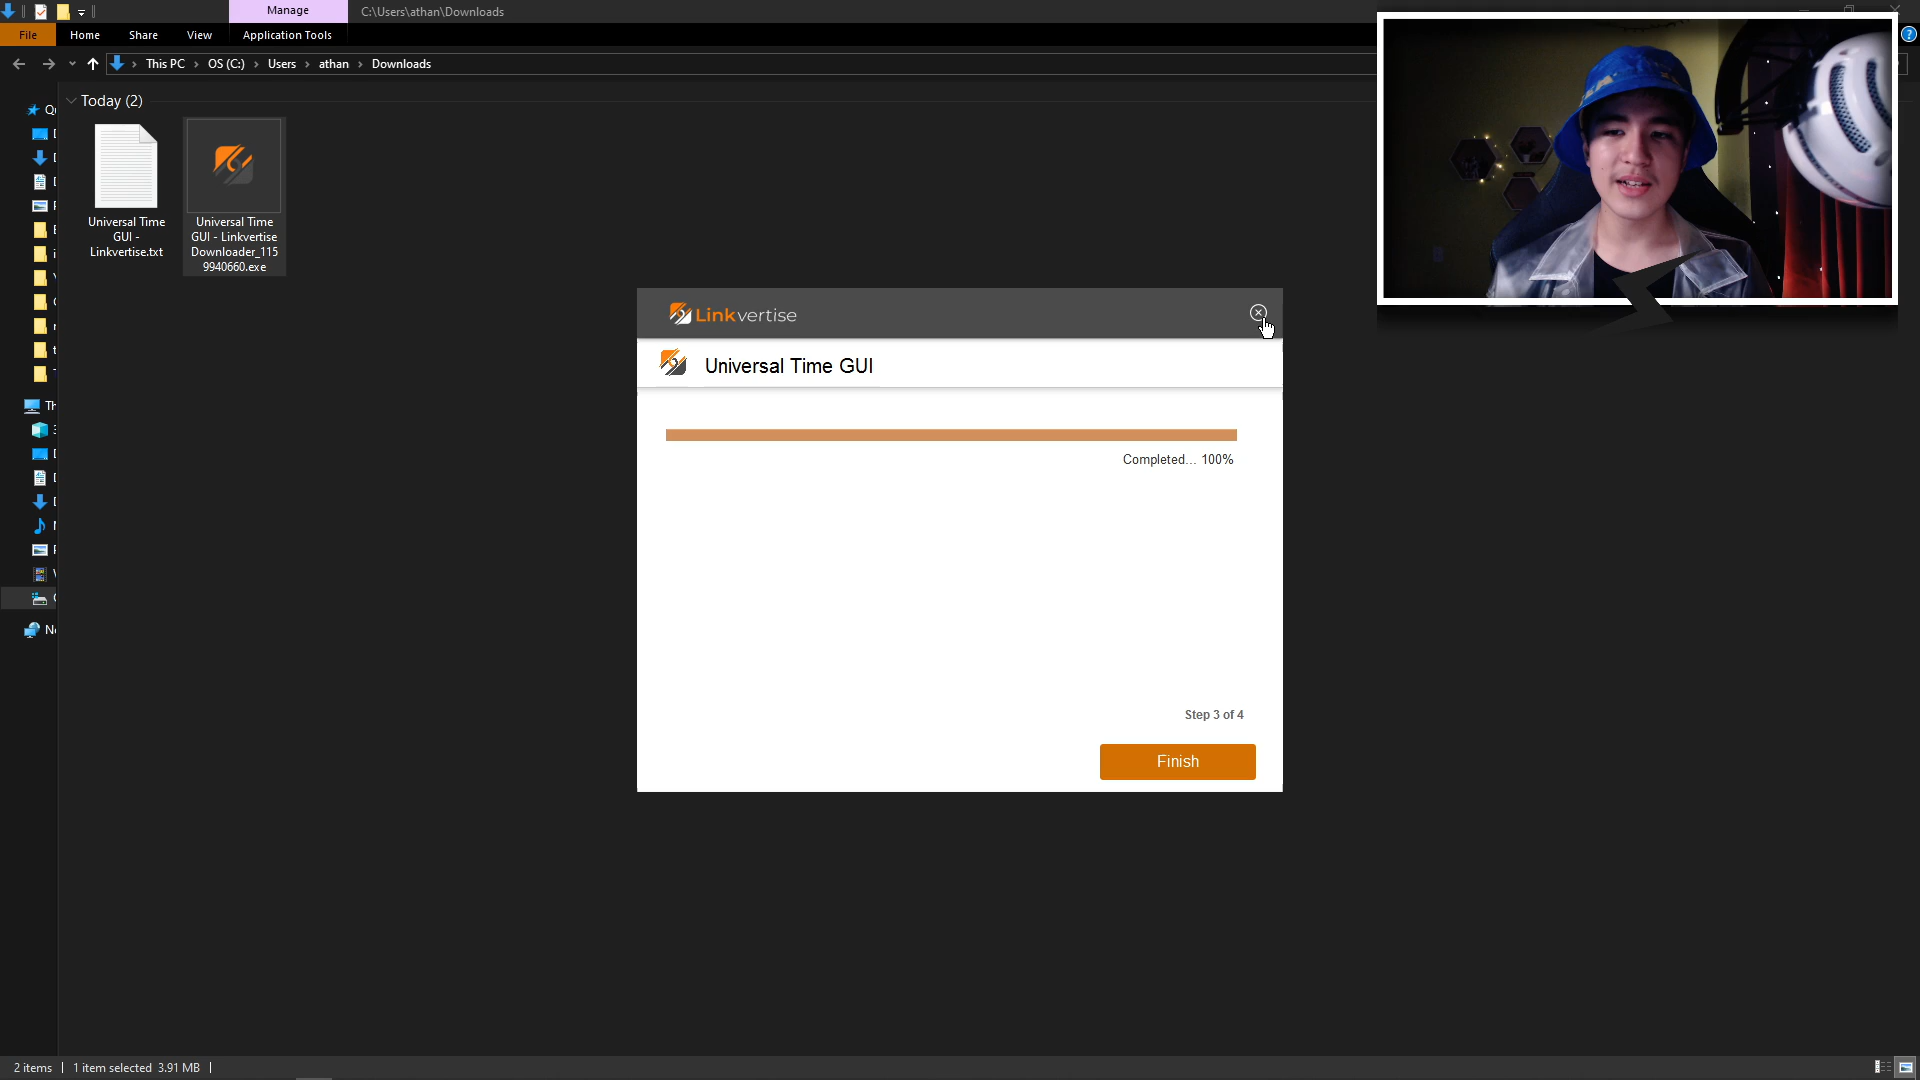 Manage
C:\Users\athan\Downloads
File
Home
Share
View
Application Tools
This PC
OS (C:)
Users
athan
Downloads
Today (2)
Universal Time
GUI -
Linkvertise.txt
Universal Time
GUI - Linkvertise
Downloader_115
9940660.exe
Linkvertise
Universal Time GUI
Completed... 100%
Step 3 of 4
Finish
2 items
1 item selected 3.91 MB